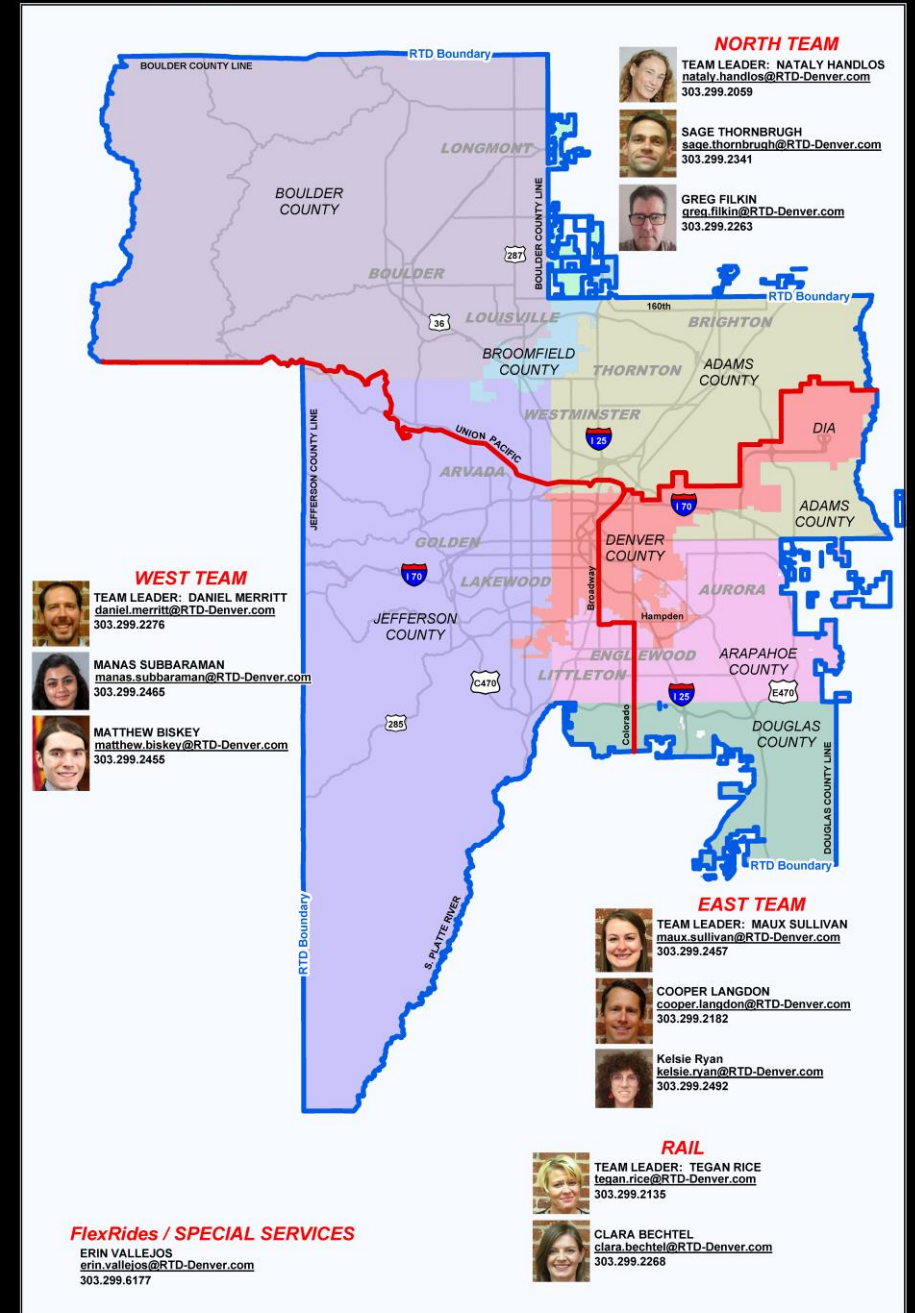 RTD Boundary
BOULDER COUNTY LINE
NORTH TEAM
TEAM LEADER: NATALY HANDLOS
nataly.handlos@RTD-Denver.com
303.299.2059
SAGE THORNBRUGH
sage.thornbrugh@RTD-Denver.com
303.299.2341
GREG FILKIN
greg.filkin@RTD-Denver.com
303.299.2263
LONGMONT
BOULDER
COUNTY
BOULDER COUNTY LINE
287
BOULDER
RTD Boundary
160th
36
LOUISVILLE
BRIGHTON
BROOMFIELD
COUNTY
THORNTON
ADAMS
COUNTY
WESTMINSTER
JEFFERSON COUNTY LINE
UNION PACIFIC
I 25
DIA
ARVADA
I 70
ADAMS
COUNTY
GOLDEN
DENVER
COUNTY
I 70
LAKEWOOD
Broadway
AURORA
JEFFERSON
COUNTY
Hampden
ENGLEWOOD
ARAPAHOE
COUNTY
LITTLETON
C470
I 25
E470
285
Colorado
DOUGLAS
COUNTY
DOUGLAS COUNTY LINE
RTD Boundary
WEST TEAM
TEAM LEADER: DANIEL MERRITT
daniel.merritt@RTD-Denver.com
303.299.2276
MANAS SUBBARAMAN
manas.subbaraman@RTD-Denver.com
303.299.2465
MATTHEW BISKEY
matthew.biskey@RTD-Denver.com
303.299.2455
RTD Boundary
S. PLATTE RIVER
EAST TEAM
TEAM LEADER: MAUX SULLIVAN
maux.sullivan@RTD-Denver.com
303.299.2457
COOPER LANGDON
cooper.langdon@RTD-Denver.com
303.299.2182
Kelsie Ryan
kelsie.ryan@RTD-Denver.com
303.299.2492
RAIL
TEAM LEADER: TEGAN RICE
tegan.rice@RTD-Denver.com
303.299.2135
CLARA BECHTEL
clara.bechtel@RTD-Denver.com
303.299.2268
FlexRides / SPECIAL SERVICES
ERIN VALLEJOS
erin.vallejos@RTD-Denver.com
303.299.6177